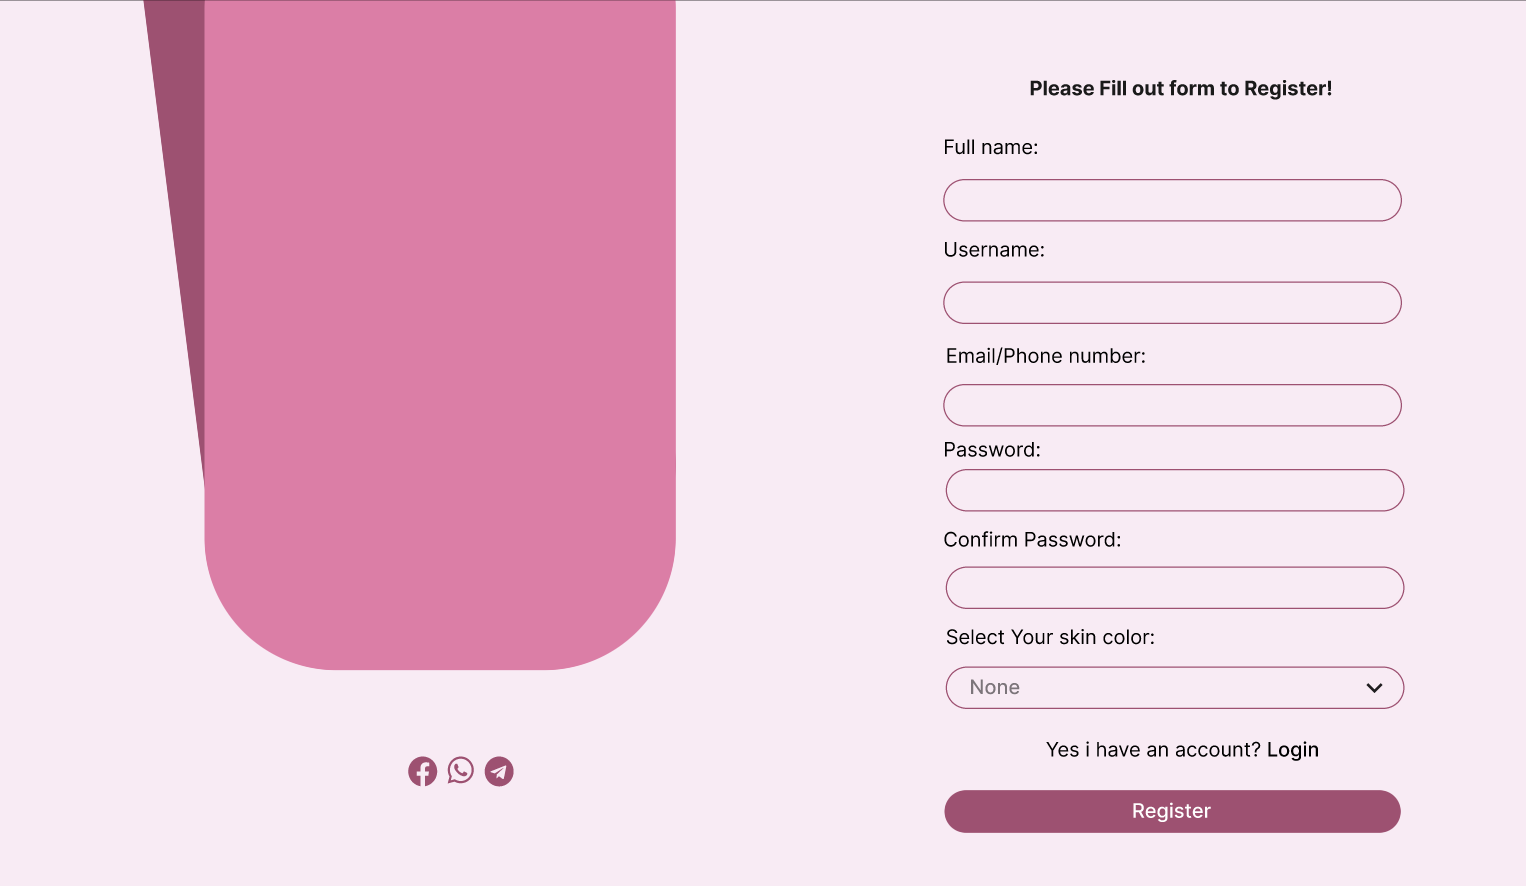 Please Fill out form to Register!
Full name:
Username:
Email/Phone number:
Password:
Confirm Password:
Select Your skin color:
None
Yes i have an account? Login
Register